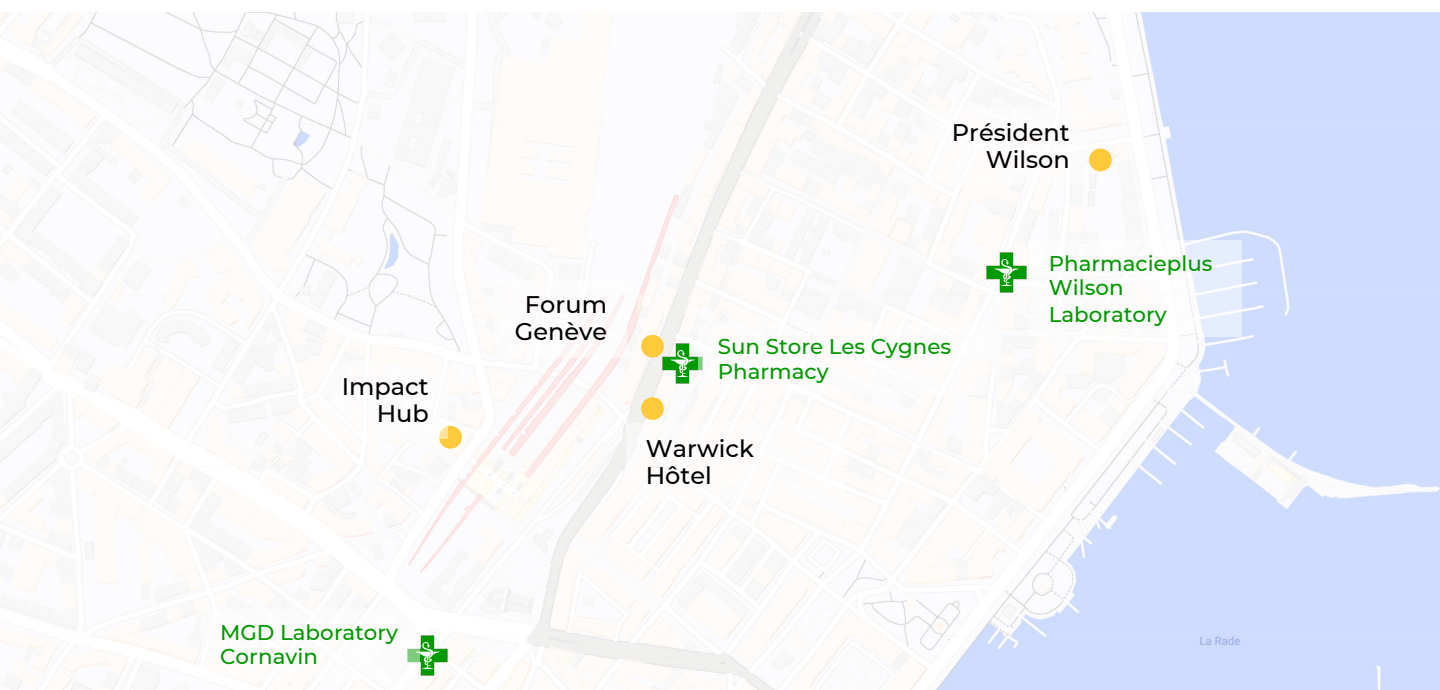 Président
Wilson
Pharmacieplus
Wilson
Laboratory
Forum
Genève
Sun Store Les Cygnes
Pharmacy
Impact
Hub
Warwick
Hôtel
MGD Laboratory
Cornavin
La Rade